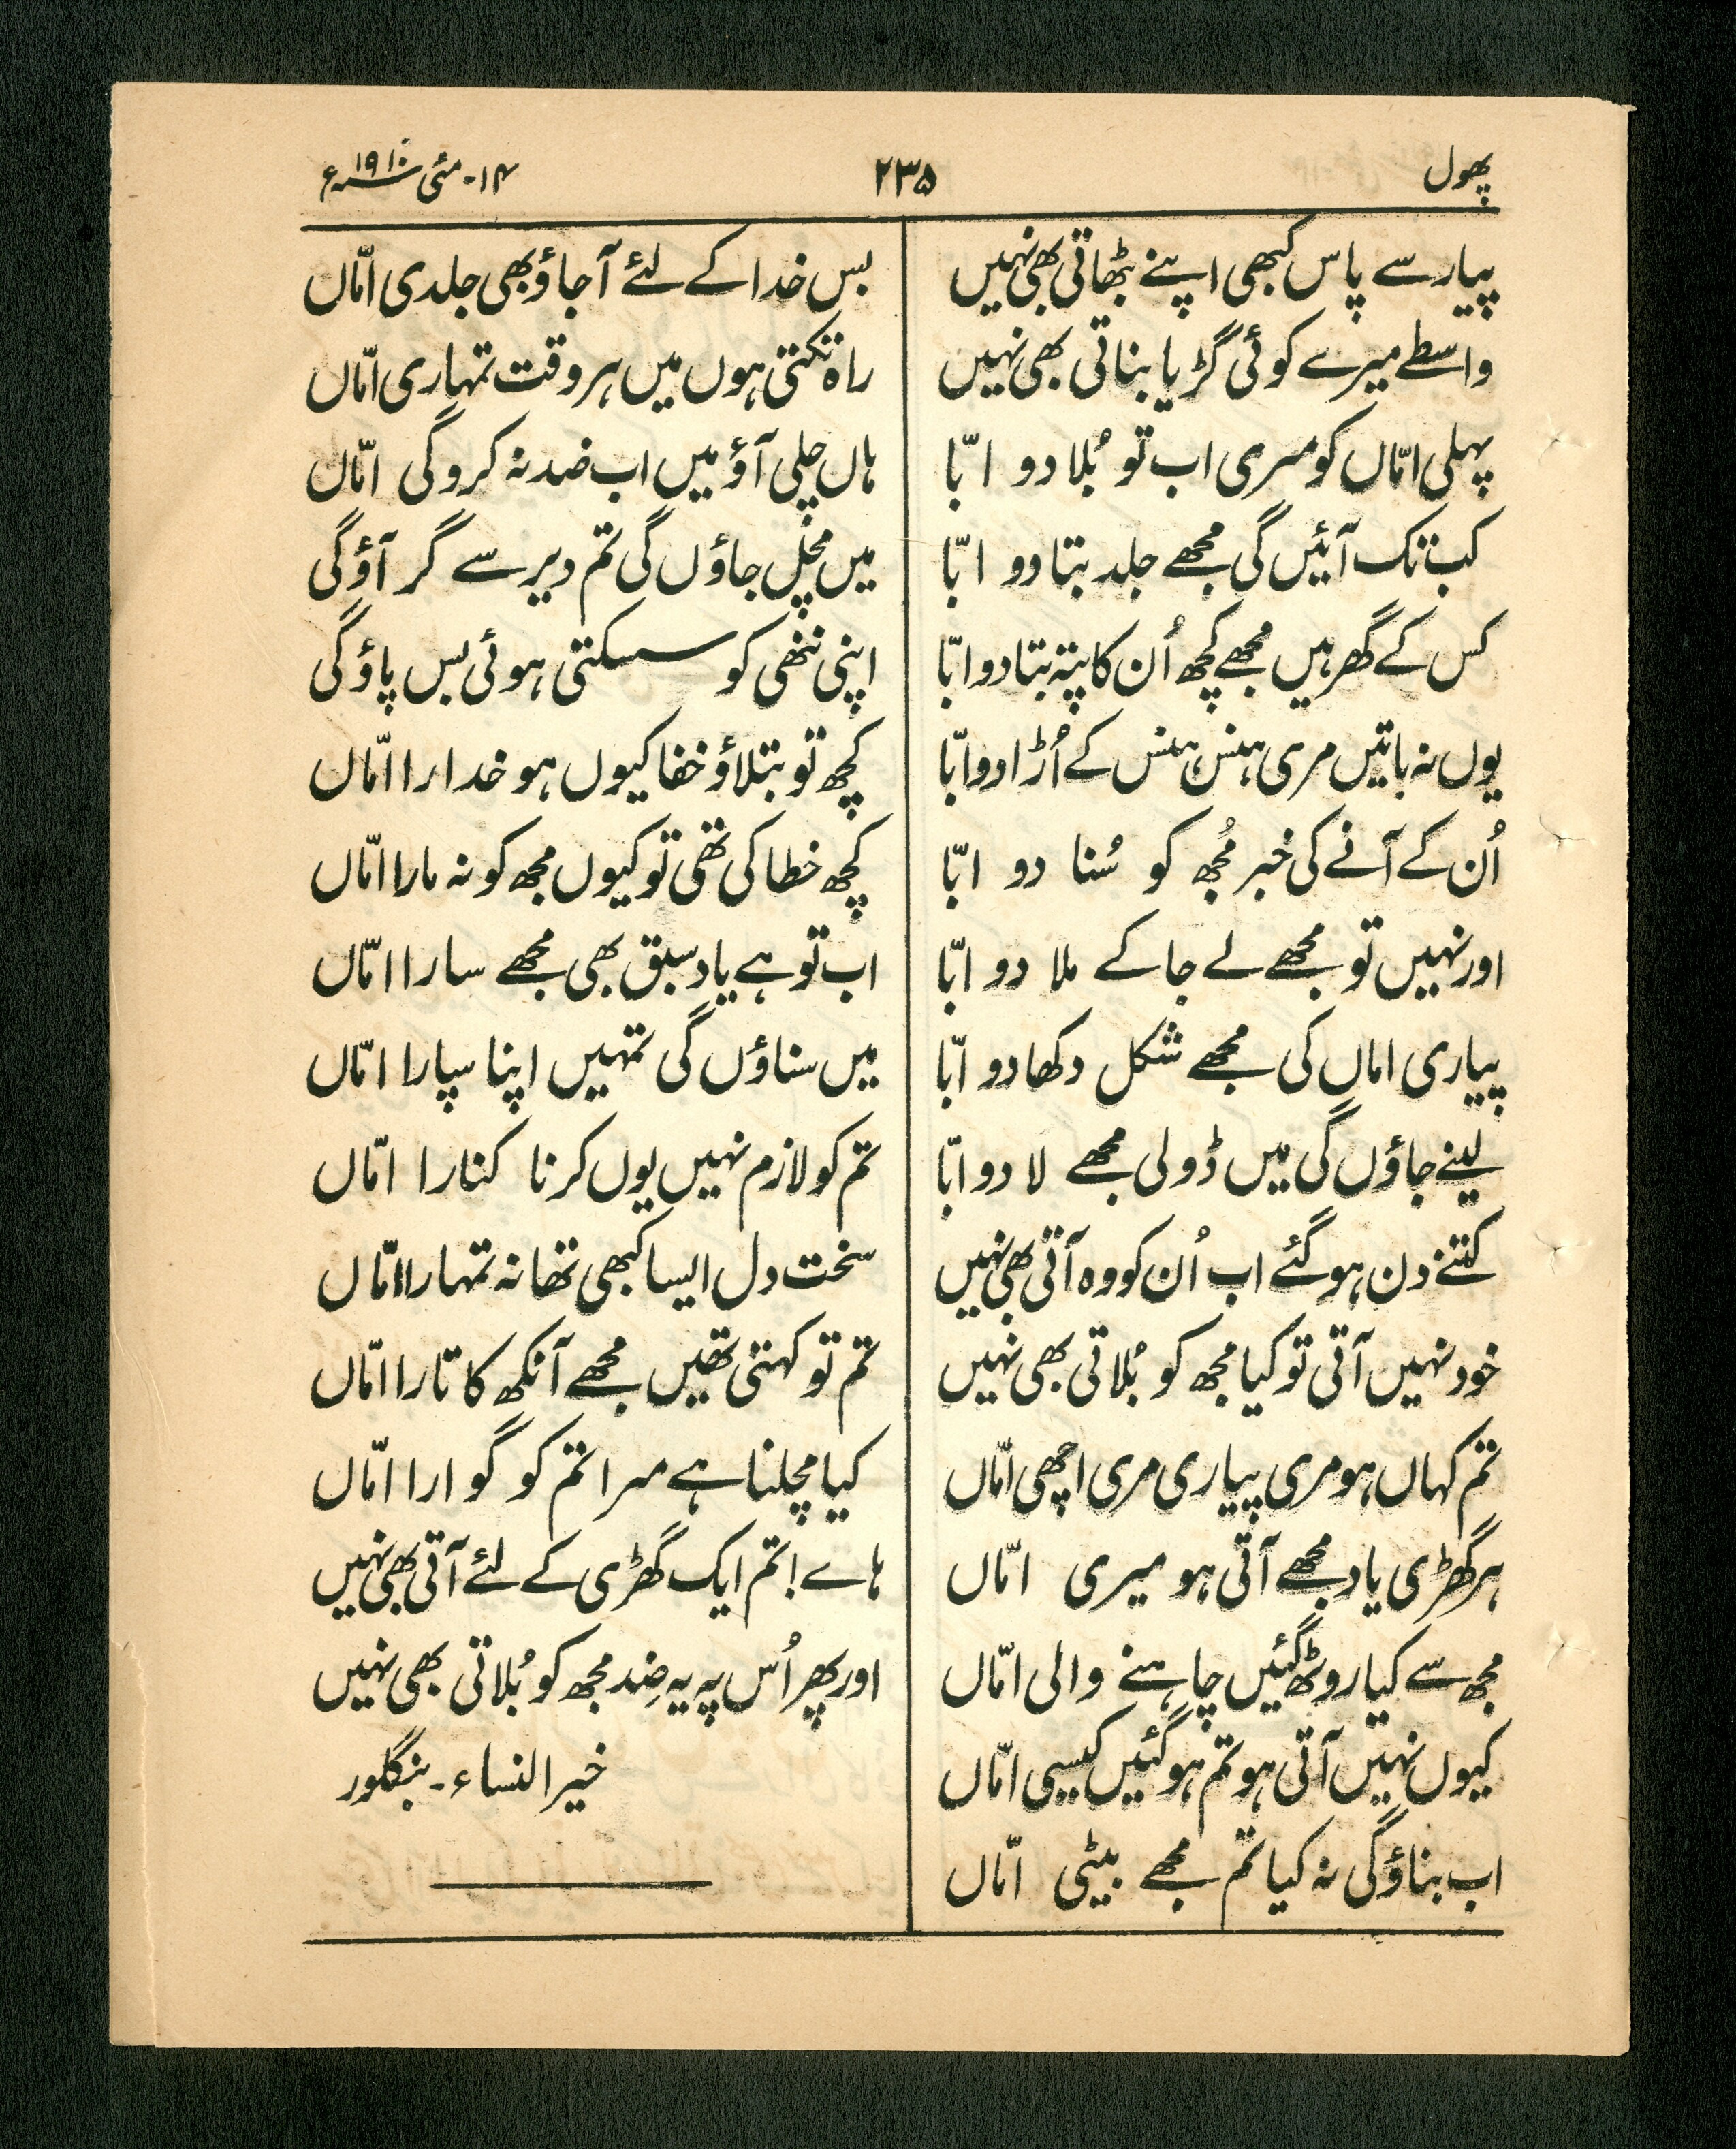 پھول
۲۳۵
۱۴۔ مئی ۱۹۱۰ء
پیار سے پاس کبھی اپنے بٹھاتی بھی نہیں
واسطے میرے کوئی گڑیا بناتی بھی نہیں
پہلی امّاں کو مری اب تو بُلا دو ابّا
کب تک آئیں گی مجھے جلد بتا دو ابّا
کس کے گھر ہیں مجھے کچھ اُن کا پتہ بتا دو ابّا
یوں نہ باتیں مری ہنس ہنس کے اُڑا دو ابّا
اُن کے آنے کی خبر مُجھ کو سُنا دو ابّا
اور نہیں تو مجھے لے جا کے ملا دو ابّا
پیاری اماں کی مجھے شکل دکھا دو ابّا
لینے جاؤں گی میں ڈولی مجھے لا دو ابّا
کتنے دن ہو گئے اب اُن کو وہ آتی بھی نہیں
خود نہیں آتی تو کیا مجھ کو بُلاتی بھی نہیں
تم کہاں ہو مری پیاری مری اچھی امّاں
ہر گھڑی یاد مجھے آتی ہو میری امّاں
مجھ سے کیا روٹھ گئیں چاہنے والی امّاں
کیوں نہیں آتی ہو تم ہو گئیں کیسی امّاں
اب بناؤ گی نہ کیا تم مجھے بیٹی امّاں
بس خدا کے لئے آ جاؤ بھی جلدی امّاں
راہ تکتی ہوں میں ہر وقت تمہاری امّاں
ہاں چلی آؤ میں اب ضد نہ کروگی امّاں
میں مچل جاؤں گی تم دیر سے گر آؤ گی
اپنی ننھی کو سسکتی ہوئی بس پاؤ گی
کچھ تو بتلاؤ خفا کیوں ہو خدارا امّاں
کچھ خطا کی تھی تو کیوں مجھ کو نہ مارا امّاں
اب تو ہے یاد سبق بھی مجھے سارا امّاں
میں سناؤں گی تمہیں اپنا سپارا امّاں
تم کو لازم نہیں یوں کرنا کنارا امّاں
سخت دل ایسا کبھی تھا نہ تمہارا امّاں
تم تو کہتی تھیں مجھے آنکھ کا تارا امّاں
کیا مچلنا ہے مرا تم کو گوارا امّاں
ہاے! تم ایک گھڑی کے لئے آتی بھی نہیں
اور پھر اُس پہ یہ ضِد مجھ کو بُلاتی بھی نہیں
خیر النساء۔ بنگلور